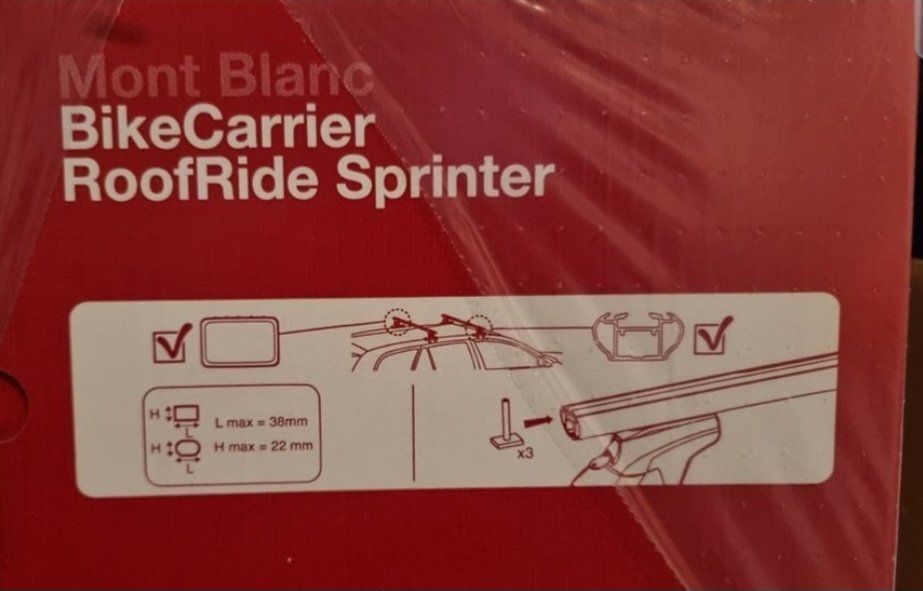 Mont Blanc
BikeCarrier
RoofRide Sprinter
H L L max = 38mm
H L H max = 22 mm
x3